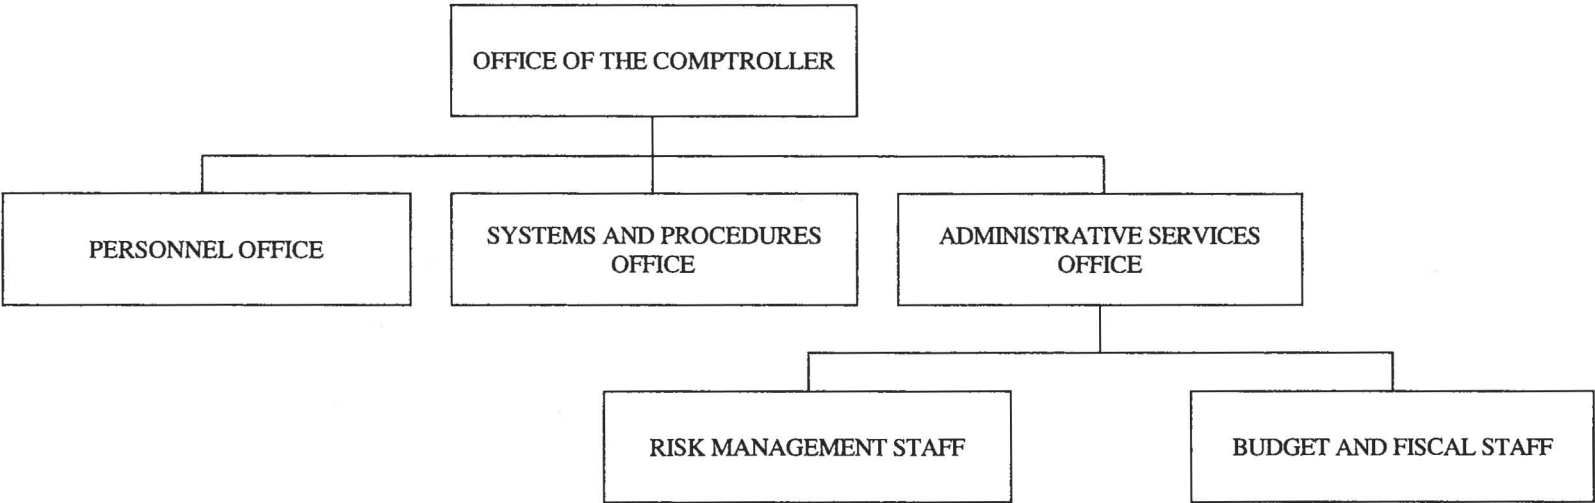 OFFICE OF THE COMPTROLLER
PERSONNEL OFFICE
SYSTEMS AND PROCEDURES
OFFICE
ADMINISTRATIVE SERVICES
OFFICE
RISK MANAGEMENT STAFF
BUDGET AND FISCAL STAFF